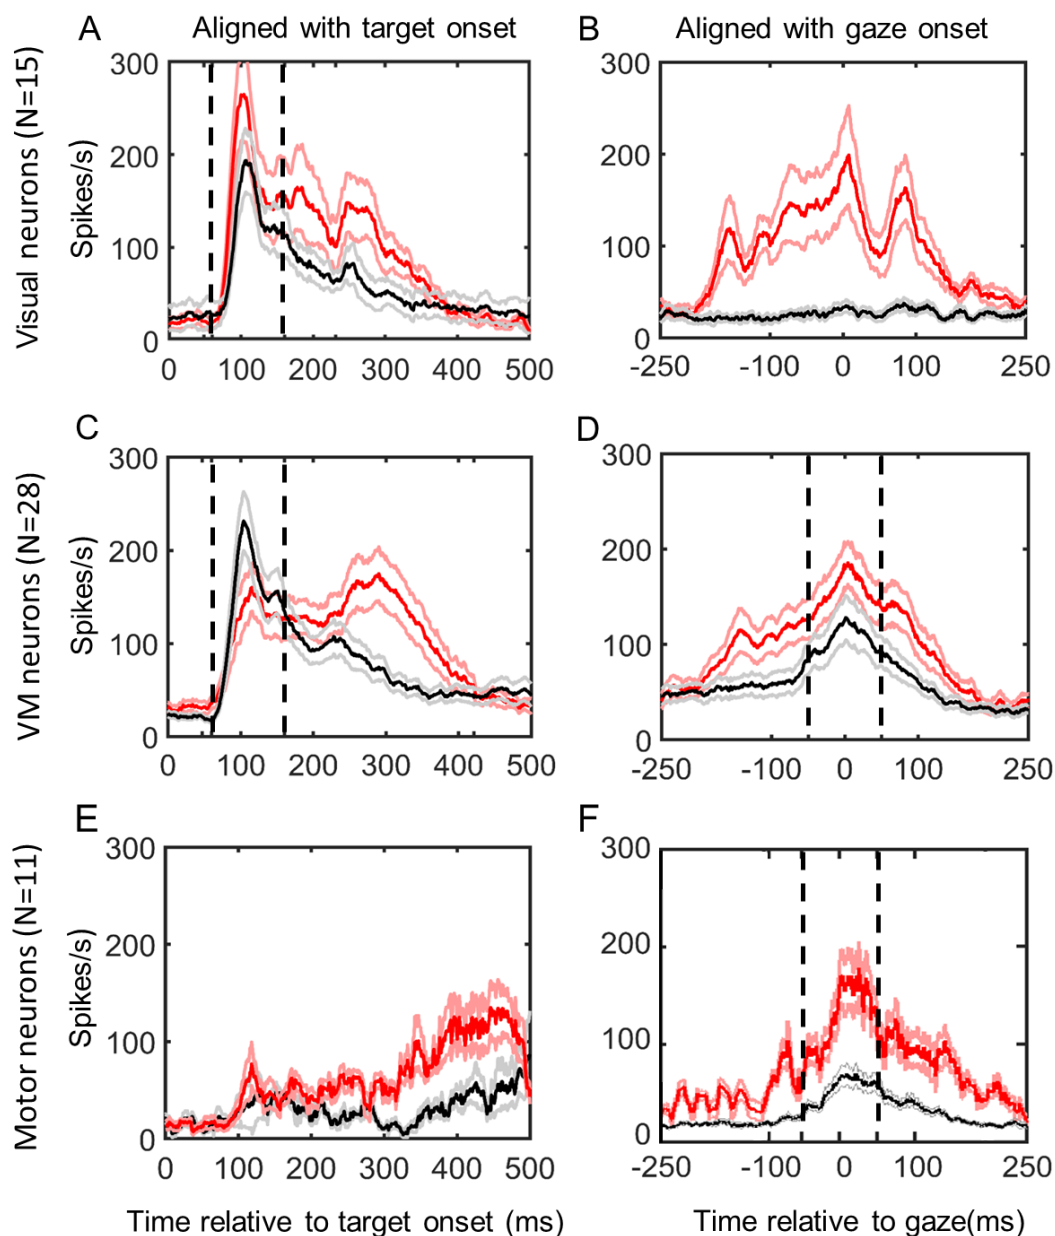 A Aligned with target onset
B Aligned with gaze onset
Visual neurons (N=15)
Spikes/s
300
200
100
0
0 100 200 300 400 500
300
200
100
0
-250 -100 0 100 250
C
D
VM neurons (N=28)
Spikes/s
300
200
100
0
0 100 200 300 400 500
300
200
100
0
-250 -100 0 100 250
E
F
Motor neurons (N=11)
Spikes/s
300
200
100
0
0 100 200 300 400 500
300
200
100
0
-250 -100 0 100 250
Time relative to target onset (ms)
Time relative to gaze(ms)